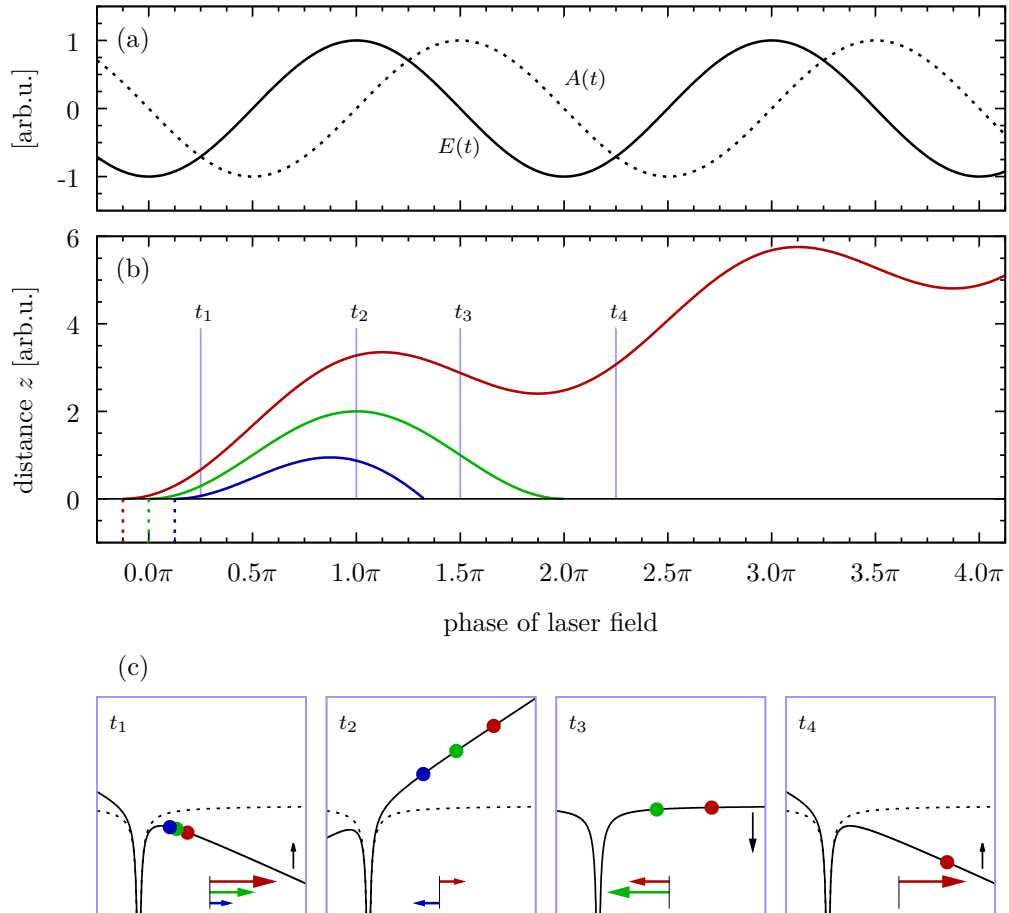 (a)
1
0
-1
[arb.u.]
A(t)
E(t)
(b)
6
4
2
0
distance z [arb.u.]
t₁ t₂ t₃ t₄
0.0π 0.5π 1.0π 1.5π 2.0π 2.5π 3.0π 3.5π 4.0π
phase of laser field
(c)
t₁ t₂ t₃ t₄